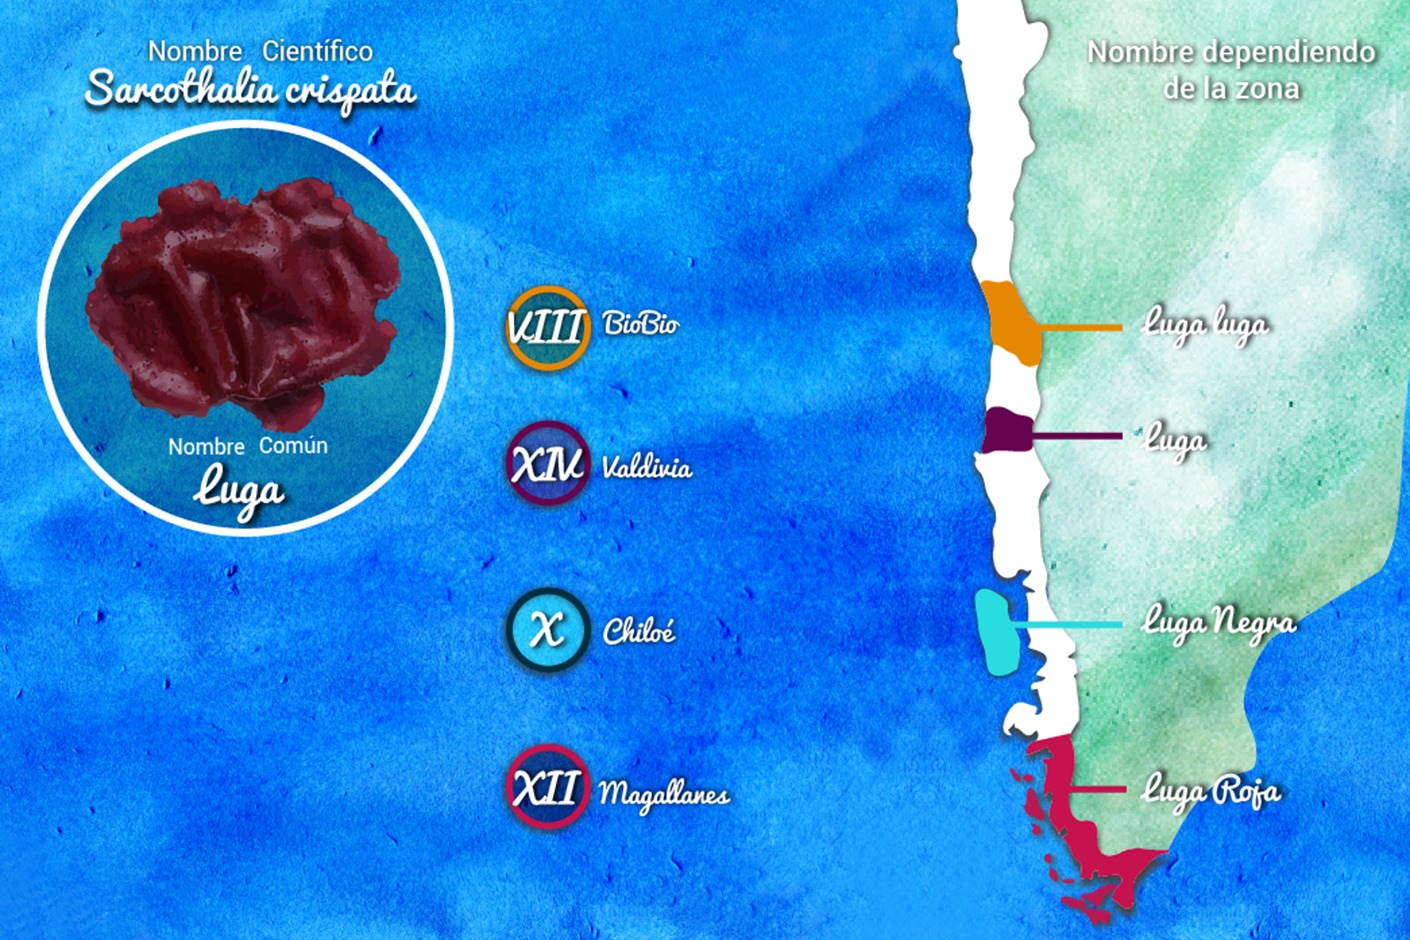 Nombre Científico
Sarcothalia crispata
Nombre Común
Luga
Nombre dependiendo
de la zona
VIII BioBio
Luga luga
XIV Valdivia
Luga
X Chiloé
Luga Negra
XII Magallanes
Luga Roja